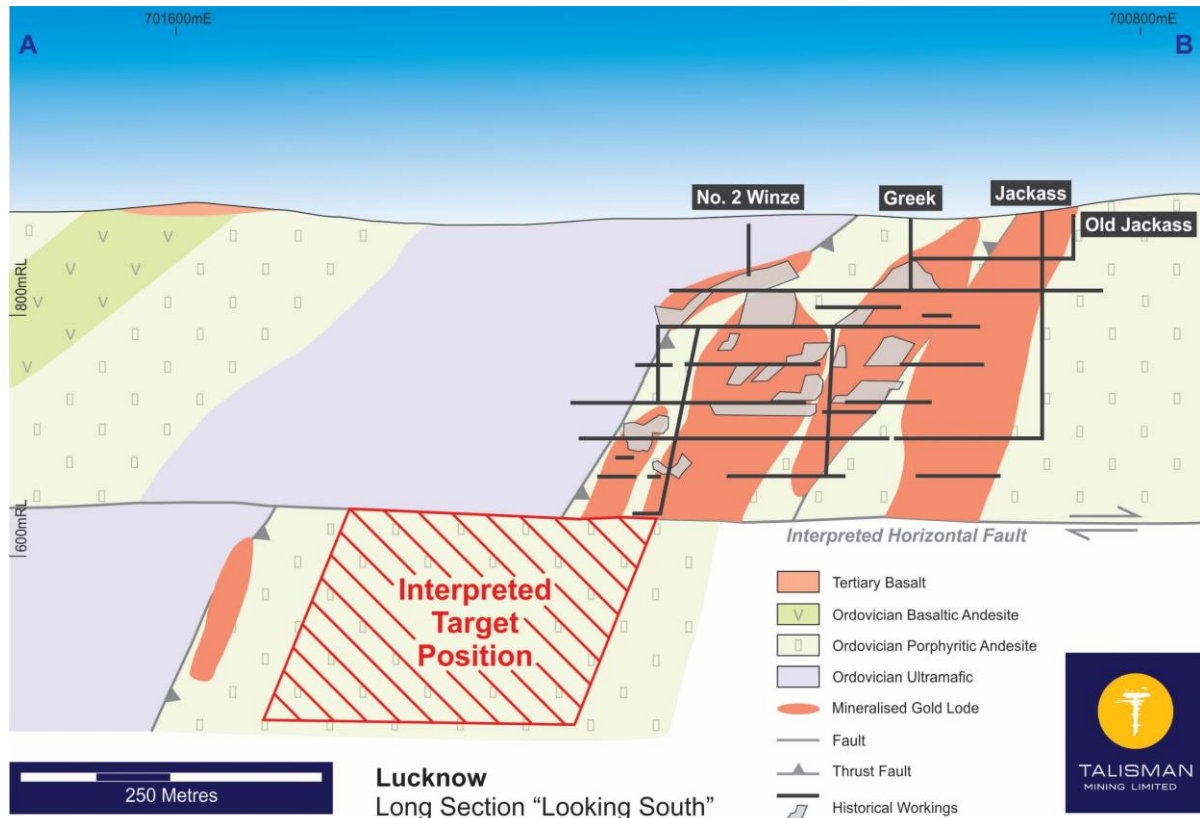 701600mE
700800mE
A
B
No. 2 Winze
Greek
Jackass
Old Jackass
800mRL
600mRL
Interpreted Horizontal Fault
Interpreted
Target
Position
Tertiary Basalt
V
Ordovician Basaltic Andesite
Ordovician Porphyritic Andesite
Ordovician Ultramafic
Mineralised Gold Lode
Fault
Thrust Fault
Historical Workings
250 Metres
Lucknow
Long Section "Looking South"
TALISMAN
MINING LIMITED